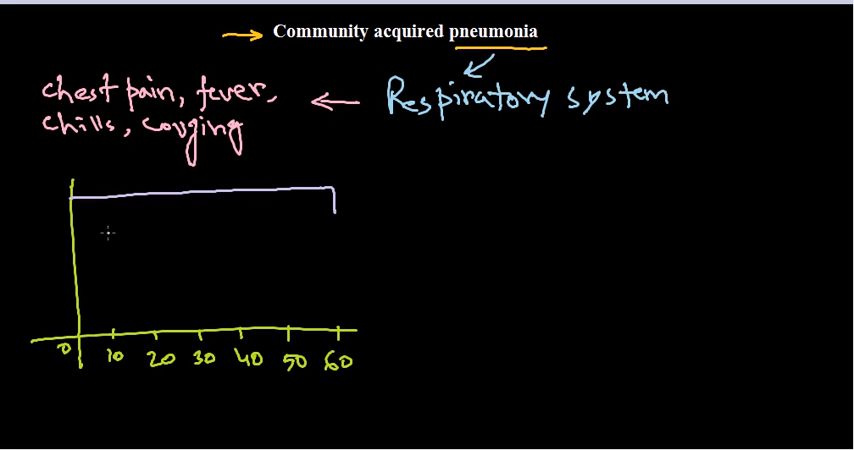 Community acquired pneumonia
Respiratory system
chest pain, fever,
chills, couging
0 10 20 30 40 50 60